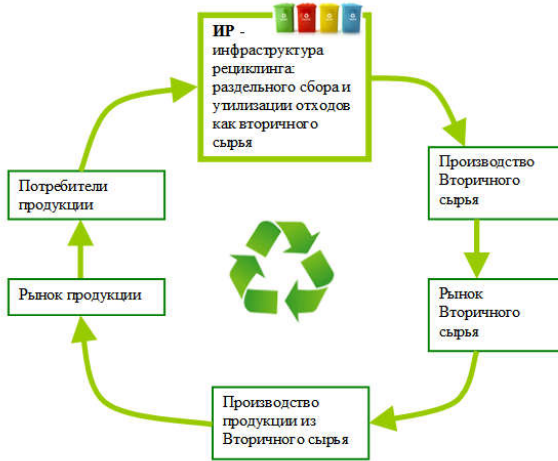 ИР -
инфраструктура
рециклинга:
раздельного сбора и
утилизации отходов
как вторичного
сырья
Производство
Вторичного
сырья
Рынок
Вторичного
сырья
Производство
продукции из
Вторичного сырья
Рынок продукции
Потребители
продукции